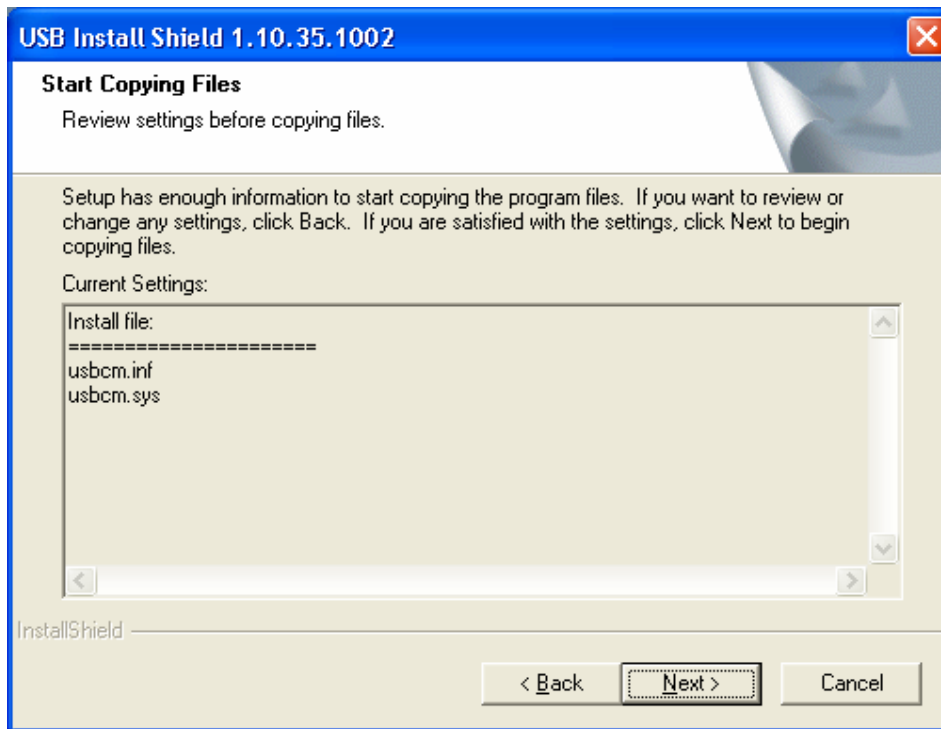 USB Install Shield 1.10.35.1002
Start Copying Files
Review settings before copying files.
Setup has enough information to start copying the program files. If you want to review or
change any settings, click Back. If you are satisfied with the settings, click Next to begin
copying files.
Current Settings:
Install file:
======================
usbcm.inf
usbcm.sys
InstallShield
< Back
Next >
Cancel